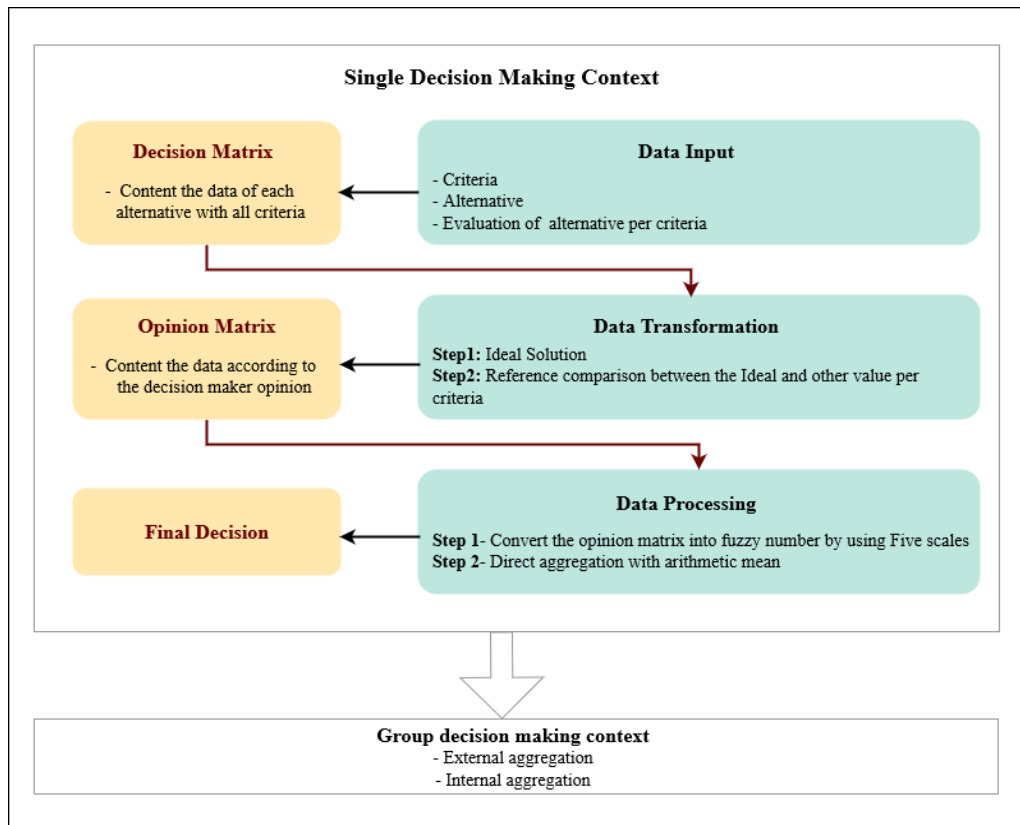 Single Decision Making Context
Decision Matrix
- Content the data of each
alternative with all criteria
Data Input
- Criteria
- Alternative
- Evaluation of alternative per criteria
Opinion Matrix
- Content the data according to
the decision maker opinion
Data Transformation
Step1: Ideal Solution
Step2: Reference comparison between the Ideal and other value per
criteria
Final Decision
Data Processing
Step 1- Convert the opinion matrix into fuzzy number by using Five scales
Step 2- Direct aggregation with arithmetic mean
Group decision making context
- External aggregation
- Internal aggregation